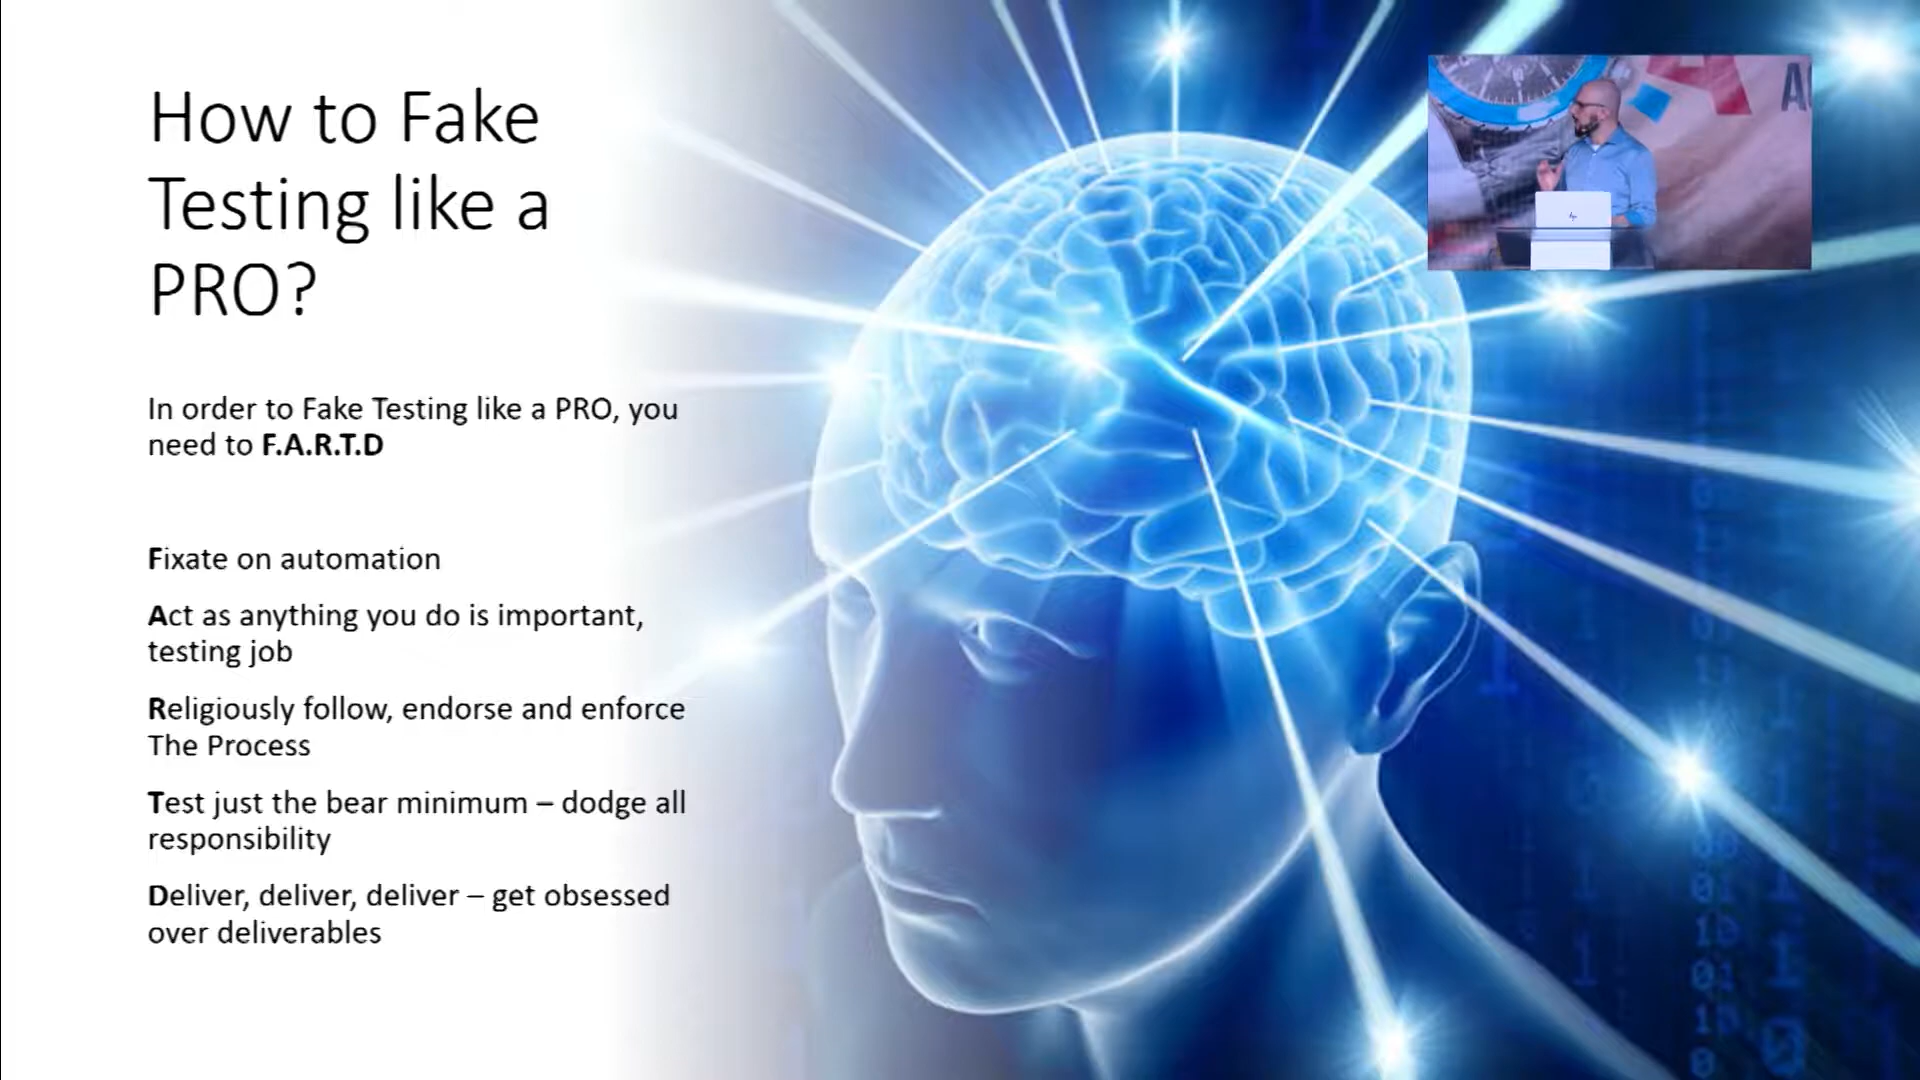 How to Fake
Testing like a
PRO?
In order to Fake Testing like a PRO, you
need to F.A.R.T.D
Fixate on automation
Act as anything you do is important,
testing job
Religiously follow, endorse and enforce
The Process
Test just the bear minimum – dodge all
responsibility
Deliver, deliver, deliver – get obsessed
over deliverables